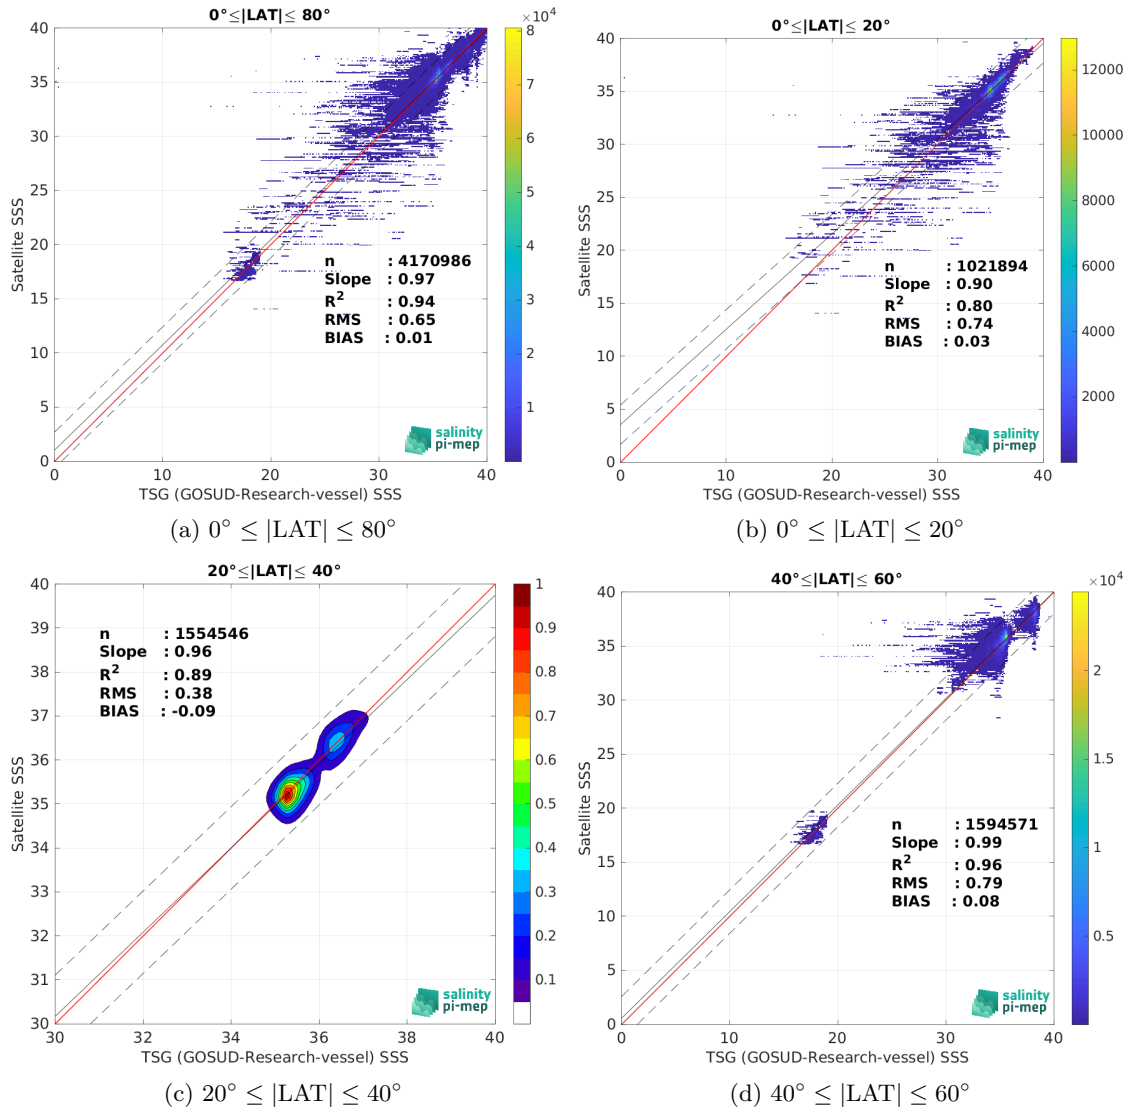 0°≤|LAT|≤ 80°
×10⁴
40
35
30
25
20
15
10
5
0
0
10
20
30
40
Satellite SSS
TSG (GOSUD-Research-vessel) SSS
n : 4170986
Slope : 0.97
R² : 0.94
RMS : 0.65
BIAS : 0.01
salinity
pi-mep
8
7
6
5
4
3
2
1
(a) 0° ≤ |LAT| ≤ 80°
0°≤|LAT|≤ 20°
40
35
30
25
20
15
10
5
0
0
10
20
30
40
Satellite SSS
TSG (GOSUD-Research-vessel) SSS
n : 1021894
Slope : 0.90
R² : 0.80
RMS : 0.74
BIAS : 0.03
salinity
pi-mep
12000
10000
8000
6000
4000
2000
(b) 0° ≤ |LAT| ≤ 20°
20°≤|LAT|≤ 40°
40
39
38
37
36
35
34
33
32
31
30
30
32
34
36
38
40
Satellite SSS
TSG (GOSUD-Research-vessel) SSS
n : 1554546
Slope : 0.96
R² : 0.89
RMS : 0.38
BIAS : -0.09
salinity
pi-mep
1
0.9
0.8
0.7
0.6
0.5
0.4
0.3
0.2
0.1
(c) 20° ≤ |LAT| ≤ 40°
40°≤|LAT|≤ 60°
×10⁴
40
35
30
25
20
15
10
5
0
0
10
20
30
40
Satellite SSS
TSG (GOSUD-Research-vessel) SSS
n : 1594571
Slope : 0.99
R² : 0.96
RMS : 0.79
BIAS : 0.08
salinity
pi-mep
2
1.5
1
0.5
(d) 40° ≤ |LAT| ≤ 60°